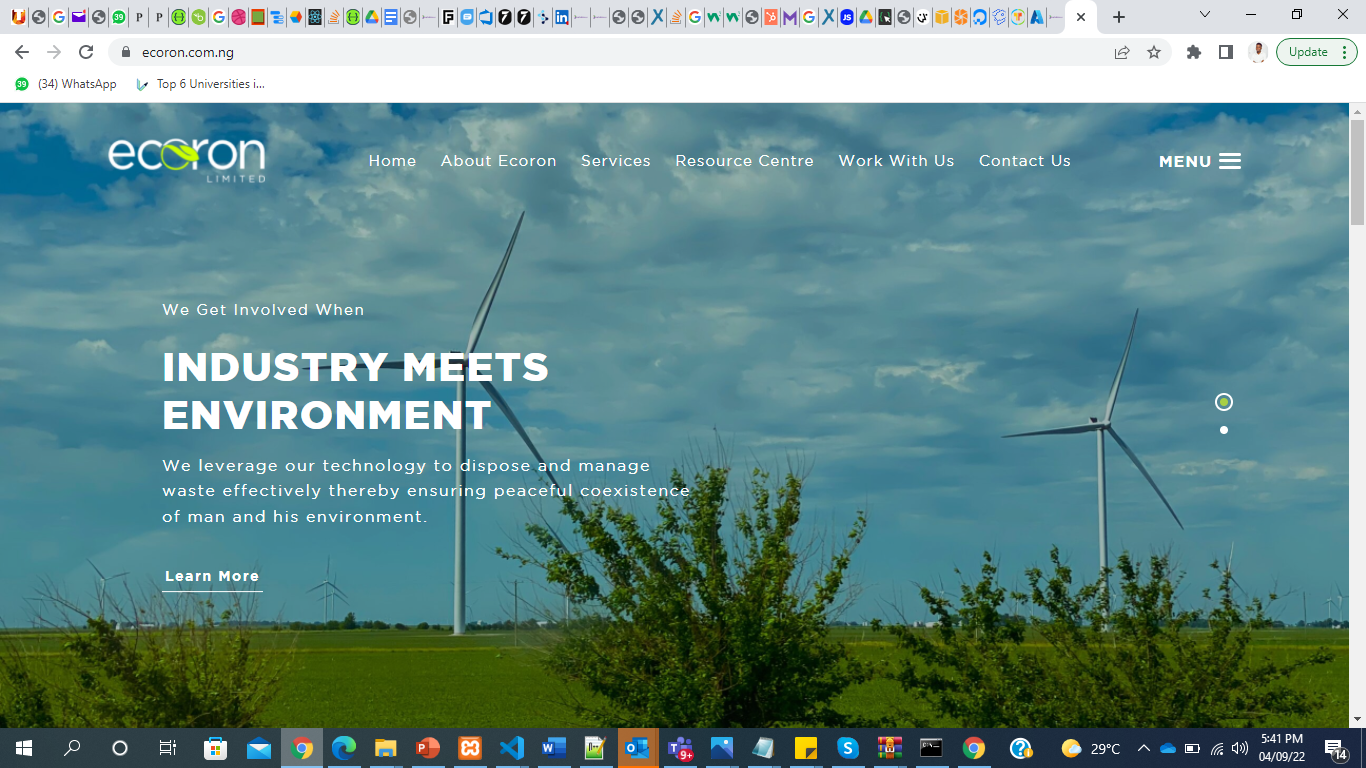 ecoron.com.ng
Update
(34) WhatsApp
Top 6 Universities i...
ecoron
LIMITED
Home About Ecoron Services Resource Centre Work With Us Contact Us
MENU
We Get Involved When
INDUSTRY MEETS
ENVIRONMENT
We leverage our technology to dispose and manage
waste effectively thereby ensuring peaceful coexistence
of man and his environment.
Learn More
29°C
5:41 PM
04/09/22
14